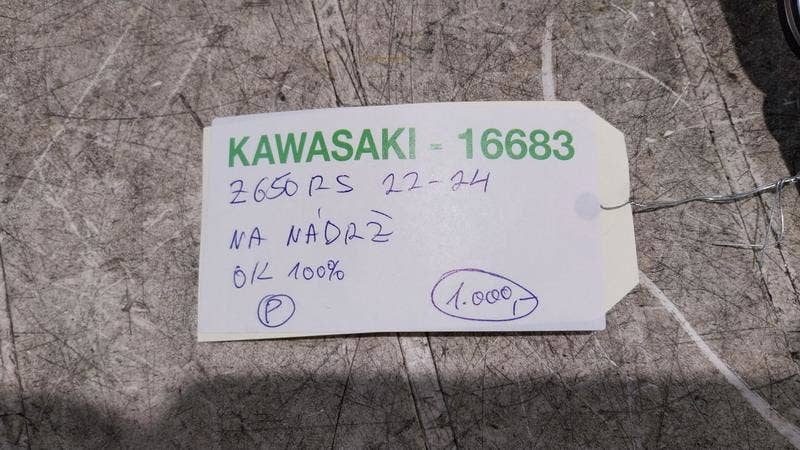 KAWASAKI - 16683
Z650RS 22-24
NA NÁDRŽ
OK 100%
P
1.000,-